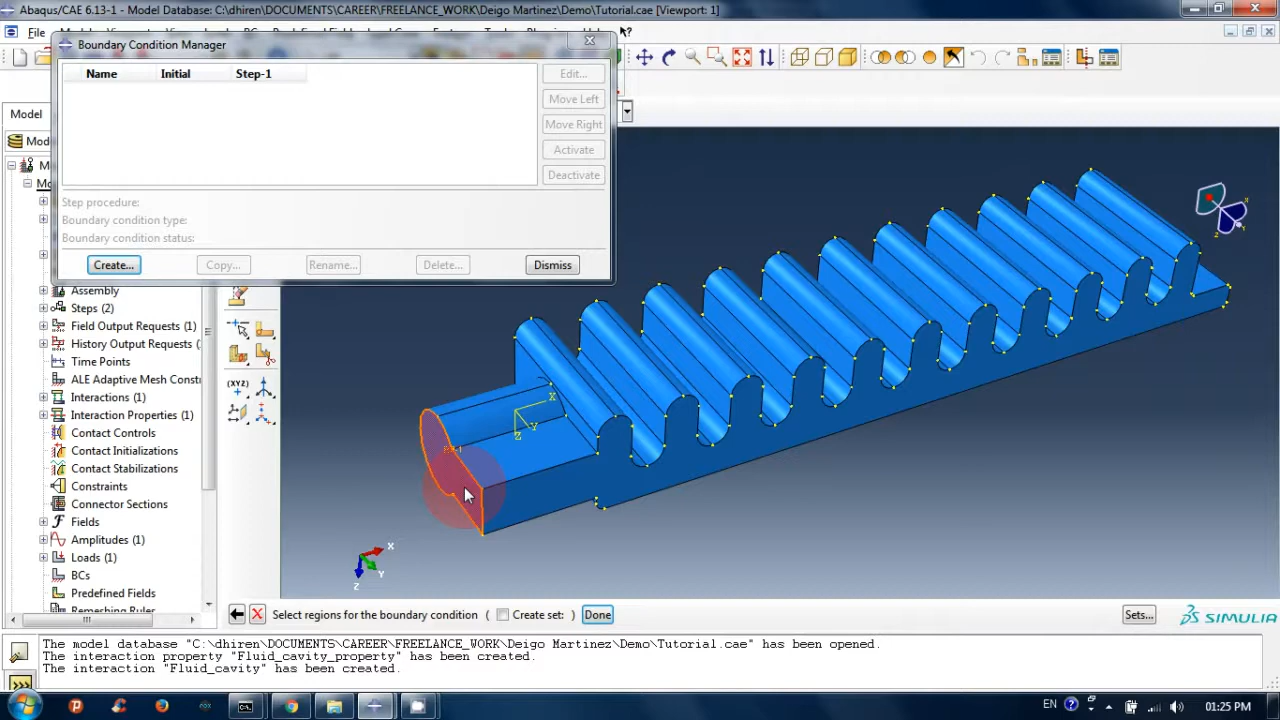 Abaqus/CAE 6.13-1 - Model Database: C:\dhiren\DOCUMENTS\CAREER\FREELANCE_WORK\Deigo Martinez\Demo\Tutorial.cae [Viewport: 1]
File
Boundary Condition Manager
Name Initial Step-1
Edit...
Move Left
Move Right
Activate
Deactivate
Step procedure:
Boundary condition type:
Boundary condition status:
Create... Copy... Rename... Delete... Dismiss
Model
Assembly
Steps (2)
Field Output Requests (1)
History Output Requests (
Time Points
ALE Adaptive Mesh Constr
Interactions (1)
Interaction Properties (1)
Contact Controls
Contact Initializations
Contact Stabilizations
Constraints
Connector Sections
Fields
Amplitudes (1)
Loads (1)
BCs
Predefined Fields
Remeshing Rules
(XYZ)
X
Y
Z
X
Y
Z
Select regions for the boundary condition ( Create set: ) Done
Sets...
SIMULIA
The model database "C:\dhiren\DOCUMENTS\CAREER\FREELANCE_WORK\Deigo Martinez\Demo\Tutorial.cae" has been opened.
The interaction property "Fluid_cavity_property" has been created.
The interaction "Fluid_cavity" has been created.
>>>
EN
01:25 PM